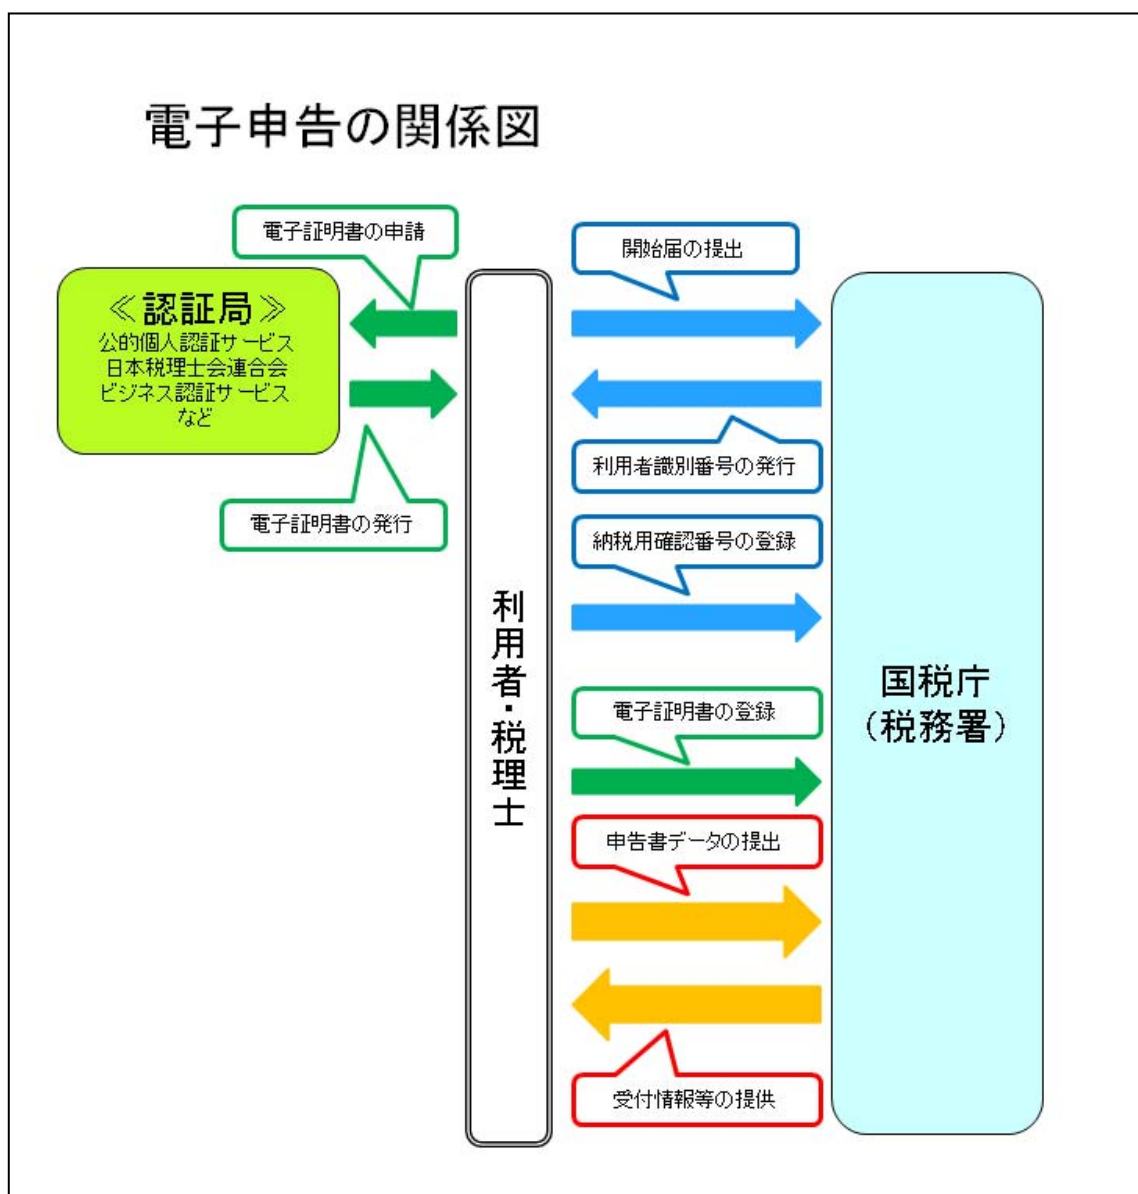 電子申告の関係図
電子証明書の申請
開始届の提出
≪認証局≫
公的個人認証サービス
日本税理士会連合会
ビジネス認証サービス
など
利用者識別番号の発行
電子証明書の発行
納税用確認番号の登録
利用者・税理士
国税庁
（税務署）
電子証明書の登録
申告書データの提出
受付情報等の提供